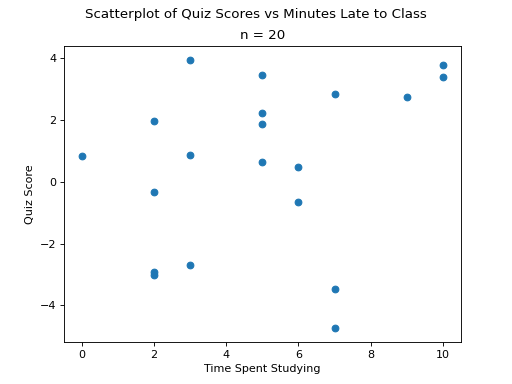 Scatterplot of Quiz Scores vs Minutes Late to Class
n = 20
4
2
0
−2
−4
Quiz Score
0 2 4 6 8 10
Time Spent Studying